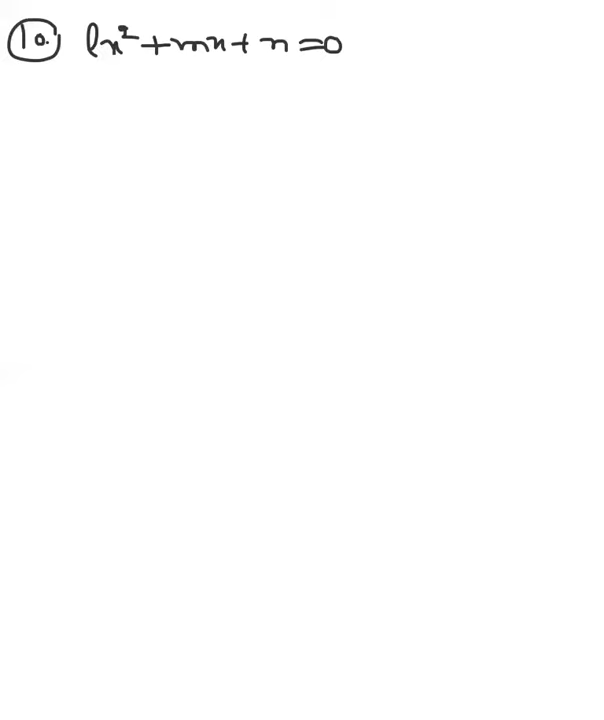 10. lx² + mx + n = 0